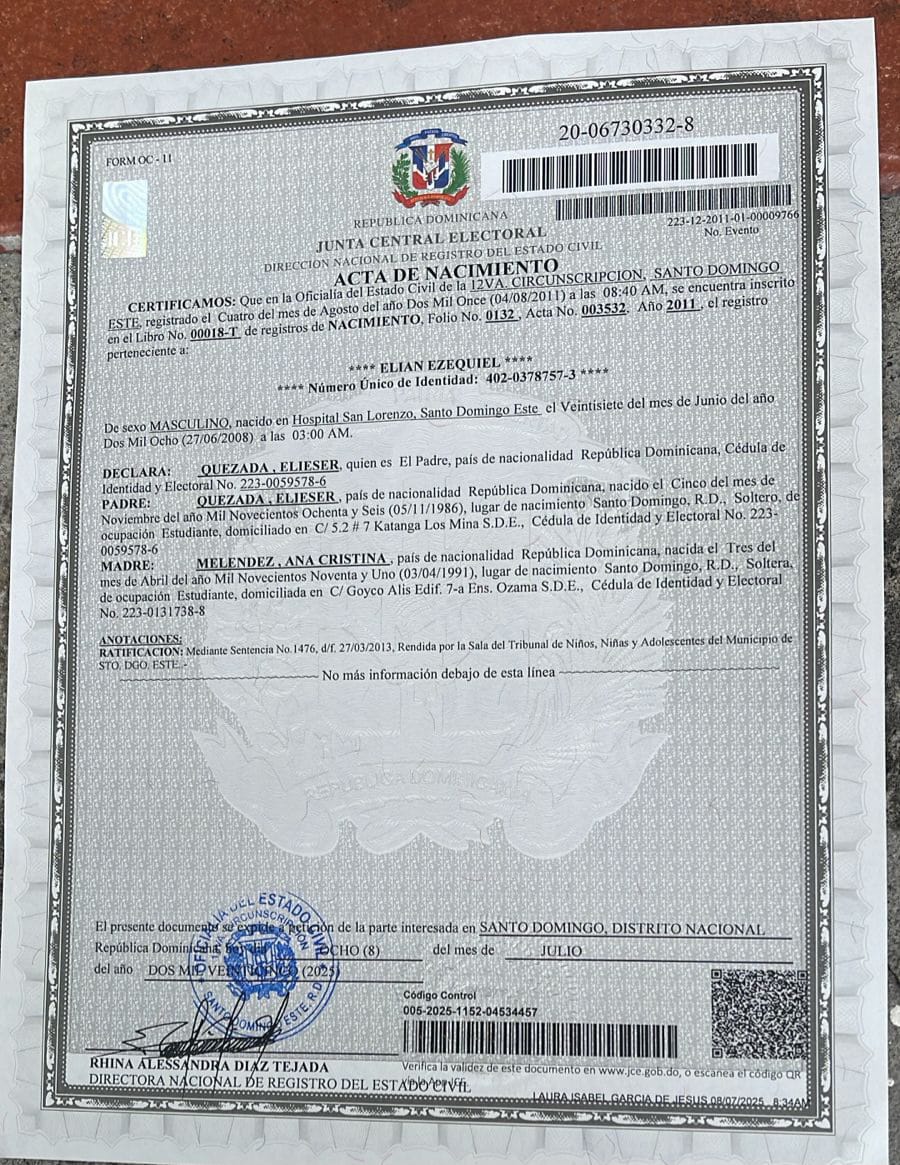 20-06730332-8
FORM OC - 11
223-12-2011-01-00009766
No. Evento
REPUBLICA DOMINICANA
JUNTA CENTRAL ELECTORAL
DIRECCION NACIONAL DE REGISTRO DEL ESTADO CIVIL
ACTA DE NACIMIENTO
CERTIFICAMOS: Que en la Oficialía del Estado Civil de la 12VA. CIRCUNSCRIPCION, SANTO DOMINGO
ESTE, registrado el Cuatro del mes de Agosto del año Dos Mil Once (04/08/2011) a las 08:40 AM, se encuentra inscrito
en el Libro No. 00018-T de registros de NACIMIENTO, Folio No. 0132, Acta No. 003532. Año 2011, el registro
perteneciente a:
**** ELIAN EZEQUIEL ****
**** Número Único de Identidad: 402-0378757-3 ****
De sexo MASCULINO, nacido en Hospital San Lorenzo, Santo Domingo Este el Veintisiete del mes de Junio del año
Dos Mil Ocho (27/06/2008) a las 03:00 AM.
DECLARA: QUEZADA , ELIESER, quien es El Padre, país de nacionalidad República Dominicana, Cédula de
Identidad y Electoral No. 223-0059578-6
PADRE: QUEZADA , ELIESER , país de nacionalidad República Dominicana, nacido el Cinco del mes de
Noviembre del año Mil Novecientos Ochenta y Seis (05/11/1986), lugar de nacimiento Santo Domingo, R.D., Soltero, de
ocupación Estudiante, domiciliado en C/ 5.2 # 7 Katanga Los Mina S.D.E., Cédula de Identidad y Electoral No. 223-
0059578-6
MADRE: MELENDEZ , ANA CRISTINA , país de nacionalidad República Dominicana, nacida el Tres del
mes de Abril del año Mil Novecientos Noventa y Uno (03/04/1991), lugar de nacimiento Santo Domingo, R.D., Soltera,
de ocupación Estudiante, domiciliada en C/ Goyco Alis Edif. 7-a Ens. Ozama S.D.E., Cédula de Identidad y Electoral
No. 223-0131738-8
ANOTACIONES:
RATIFICACION: Mediante Sentencia No.1476, d/f. 27/03/2013, Rendida por la Sala del Tribunal de Niños, Niñas y Adolescentes del Municipio de
STO. DGO. ESTE.-
No más información debajo de esta línea
REPUBLICA DOMINICANA
El presente documento se expide a petición de la parte interesada en SANTO DOMINGO, DISTRITO NACIONAL
República Dominicana, hoy día OCHO (8) del mes de JULIO
del año DOS MIL VEINTICINCO (2025)
OFICIALIA DEL ESTADO CIVIL
CIRCUNSCRIPCION
SANTO DOMINGO ESTE, R.D.
Código Control
005-2025-1152-04534457
RHINA ALESSANDRA DIAZ TEJADA
DIRECTORA NACIONAL DE REGISTRO DEL ESTADO CIVIL
Verifica la validez de este documento en www.jce.gob.do, o escanea el código QR
LAURA ISABEL GARCIA DE JESUS 08/07/2025 8:34AM